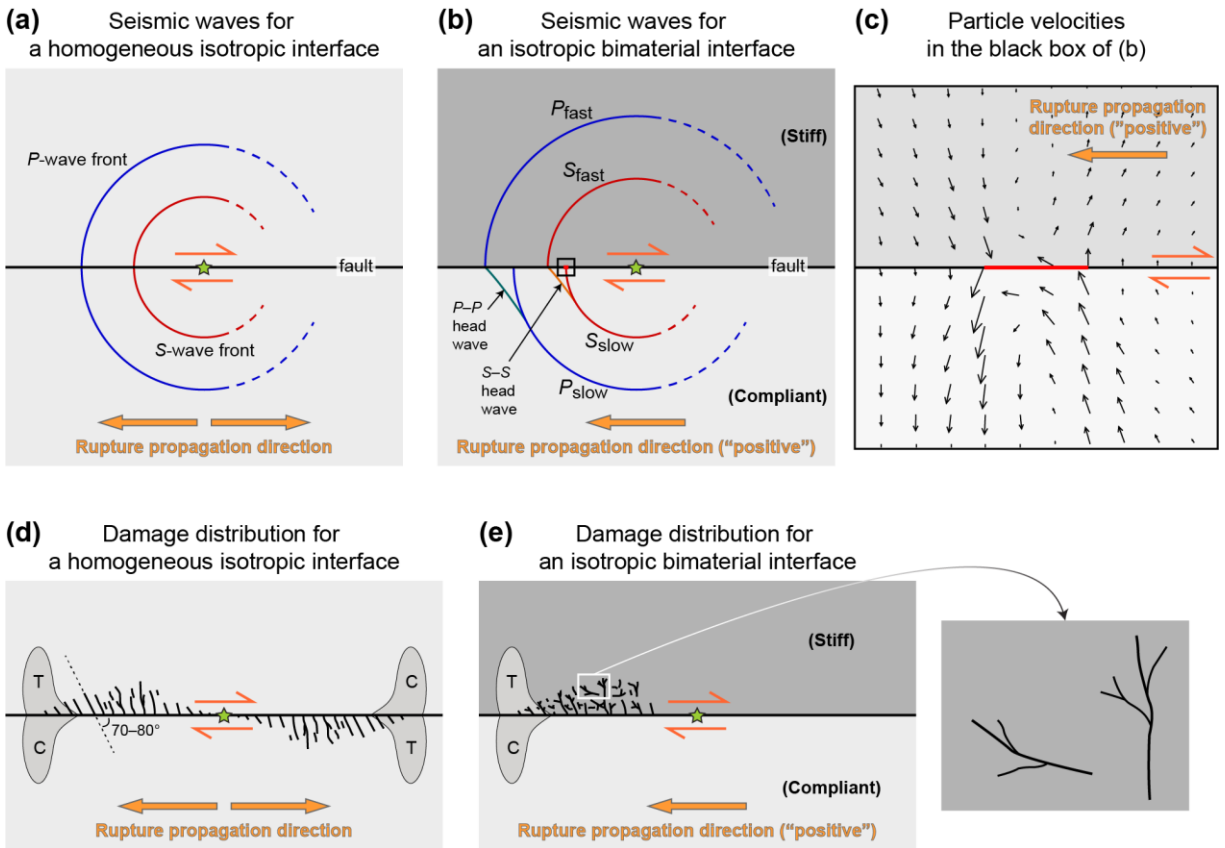 (a)
Seismic waves for
a homogeneous isotropic interface
P-wave front
S-wave front
fault
Rupture propagation direction
(b)
Seismic waves for
an isotropic bimaterial interface
Pfast
(Stiff)
Sfast
fault
P–P
head
wave
S–S
head
wave
Sslow
Pslow
(Compliant)
Rupture propagation direction (“positive”)
(c)
Particle velocities
in the black box of (b)
Rupture propagation
direction (“positive”)
(d)
Damage distribution for
a homogeneous isotropic interface
T
C
70–80°
C
T
Rupture propagation direction
(e)
Damage distribution for
an isotropic bimaterial interface
(Stiff)
T
C
(Compliant)
Rupture propagation direction (“positive”)